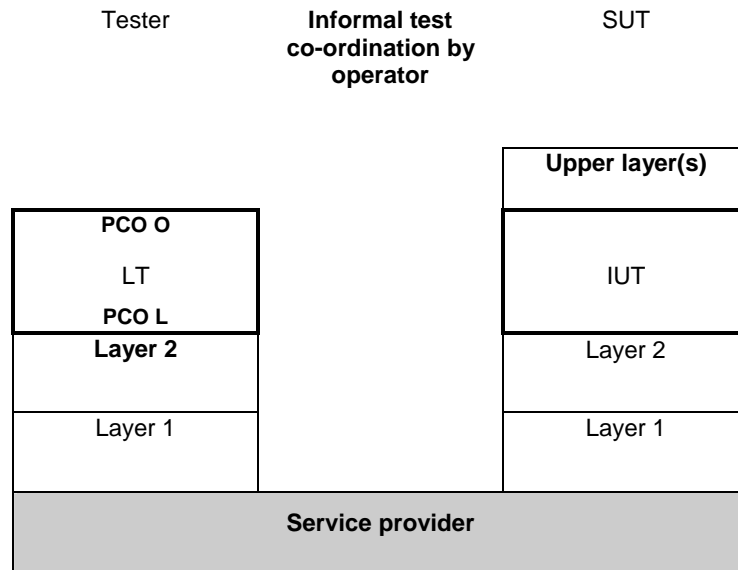 Tester
Informal test
co-ordination by
operator
SUT
Upper layer(s)
PCO O
LT
PCO L
IUT
Layer 2
Layer 2
Layer 1
Layer 1
Service provider